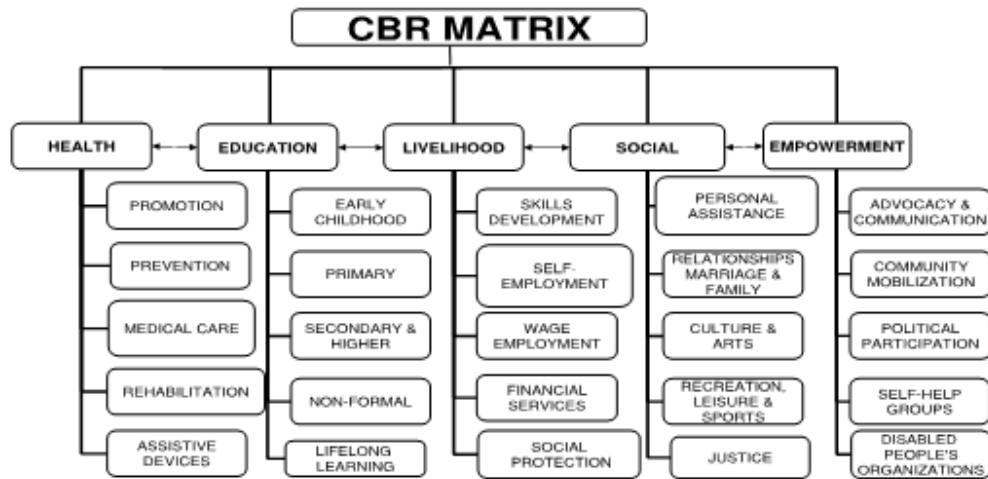 CBR MATRIX
HEALTH
EDUCATION
LIVELIHOOD
SOCIAL
EMPOWERMENT
PROMOTION
PREVENTION
MEDICAL CARE
REHABILITATION
ASSISTIVE
DEVICES
EARLY
CHILDHOOD
PRIMARY
SECONDARY &
HIGHER
NON-FORMAL
LIFELONG
LEARNING
SKILLS
DEVELOPMENT
SELF-
EMPLOYMENT
WAGE
EMPLOYMENT
FINANCIAL
SERVICES
SOCIAL
PROTECTION
PERSONAL
ASSISTANCE
RELATIONSHIPS
MARRIAGE &
FAMILY
CULTURE &
ARTS
RECREATION,
LEISURE &
SPORTS
JUSTICE
ADVOCACY &
COMMUNICATION
COMMUNITY
MOBILIZATION
POLITICAL
PARTICIPATION
SELF-HELP
GROUPS
DISABLED
PEOPLE'S
ORGANIZATIONS